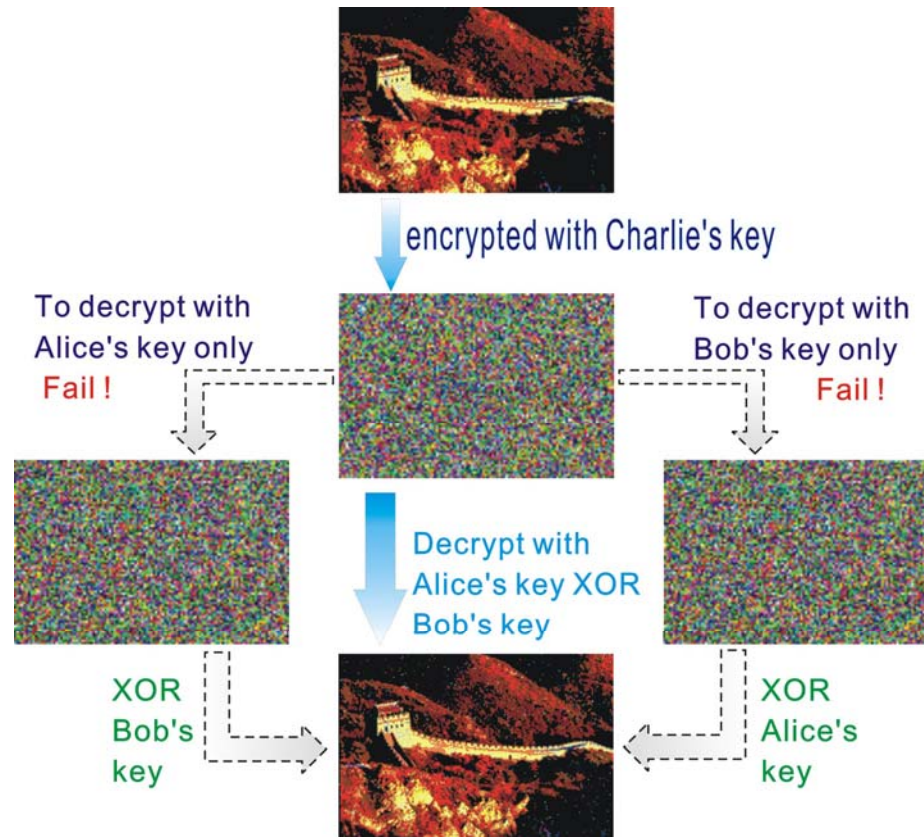 encrypted with Charlie's key
To decrypt with
Alice's key only
Fail !
To decrypt with
Bob's key only
Fail !
Decrypt with
Alice's key XOR
Bob's key
XOR
Bob's
key
XOR
Alice's
key